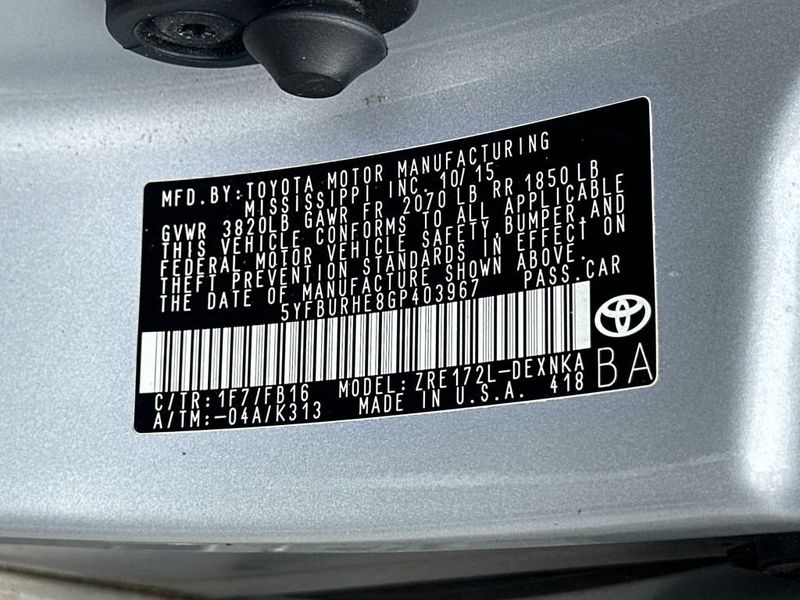 MFD.BY:TOYOTA MOTOR MANUFACTURING
MISSISSIPPI INC. 10/15
GVWR 3820LB GAWR FR 2070 LB RR 1850 LB
THIS VEHICLE CONFORMS TO ALL APPLICABLE
FEDERAL MOTOR VEHICLE SAFETY,BUMPER,AND
THEFT PREVENTION STANDARDS IN EFFECT ON
THE DATE OF MANUFACTURE SHOWN ABOVE.
5YFBURHE8GP403967 PASS.CAR
C/TR:1F7/FB16 MODEL:ZRE172L-DEXNKA
A/TM:-04A/K313 MADE IN U.S.A. 418
BA